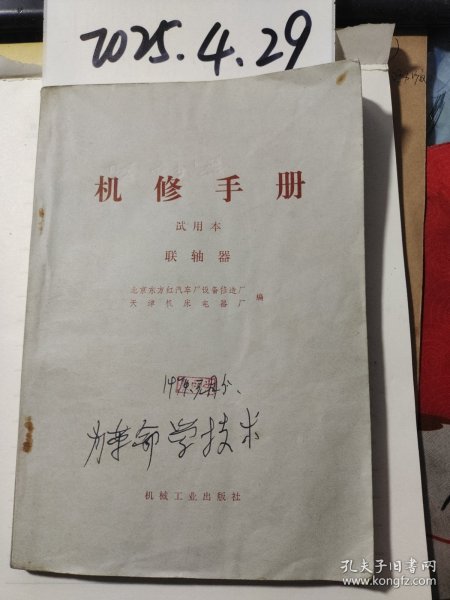 2025.4.29
机修手册
试用本
联轴器
北京东方红汽车厂设备修造厂
天津机床电器厂 编
为革命学技术
机械工业出版社
孔夫子旧书网
www.kongfz.com